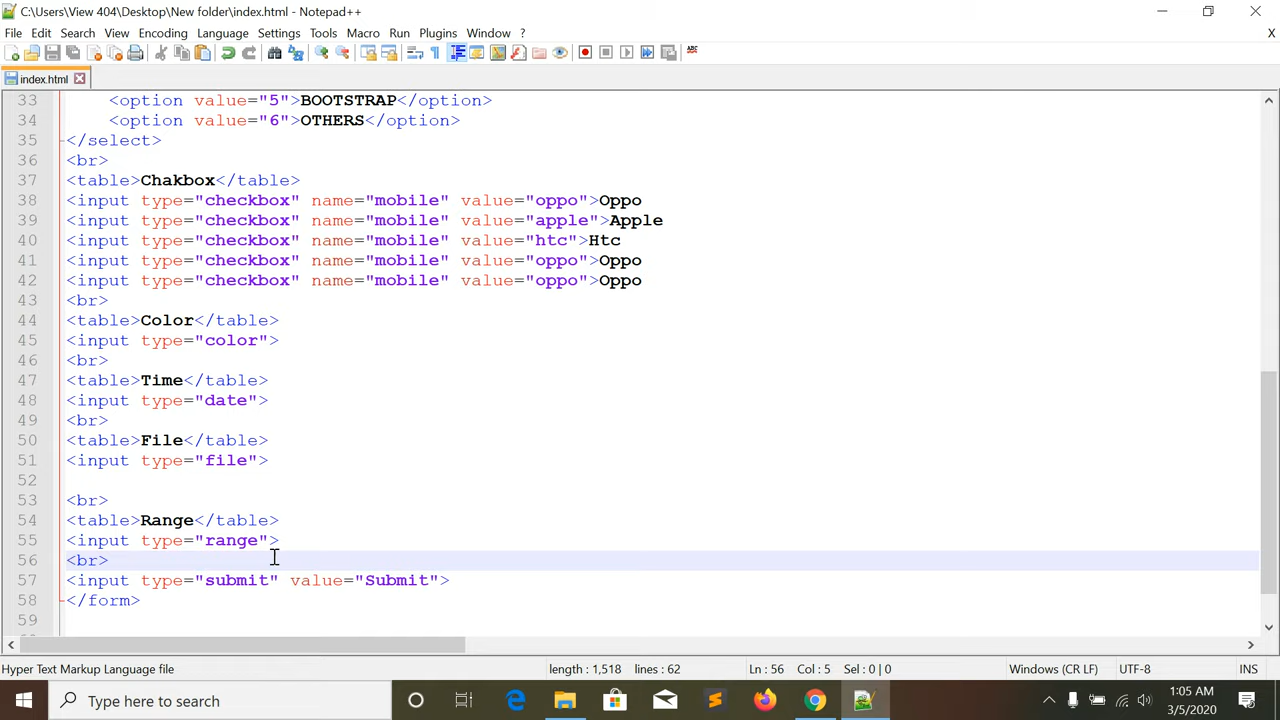 C:\Users\View 404\Desktop\New folder\index.html - Notepad++
File Edit Search View Encoding Language Settings Tools Macro Run Plugins Window ? X
index.html
33 <option value="5">BOOTSTRAP</option>
34 <option value="6">OTHERS</option>
35 </select>
36 <br>
37 <table>Chakbox</table>
38 <input type="checkbox" name="mobile" value="oppo">Oppo
39 <input type="checkbox" name="mobile" value="apple">Apple
40 <input type="checkbox" name="mobile" value="htc">Htc
41 <input type="checkbox" name="mobile" value="oppo">Oppo
42 <input type="checkbox" name="mobile" value="oppo">Oppo
43 <br>
44 <table>Color</table>
45 <input type="color">
46 <br>
47 <table>Time</table>
48 <input type="date">
49 <br>
50 <table>File</table>
51 <input type="file">
52
53 <br>
54 <table>Range</table>
55 <input type="range">
56 <br>
57 <input type="submit" value="Submit">
58 </form>
59
Hyper Text Markup Language file length : 1,518 lines : 62 Ln : 56 Col : 5 Sel : 0 | 0 Windows (CR LF) UTF-8 INS
Type here to search
1:05 AM
3/5/2020